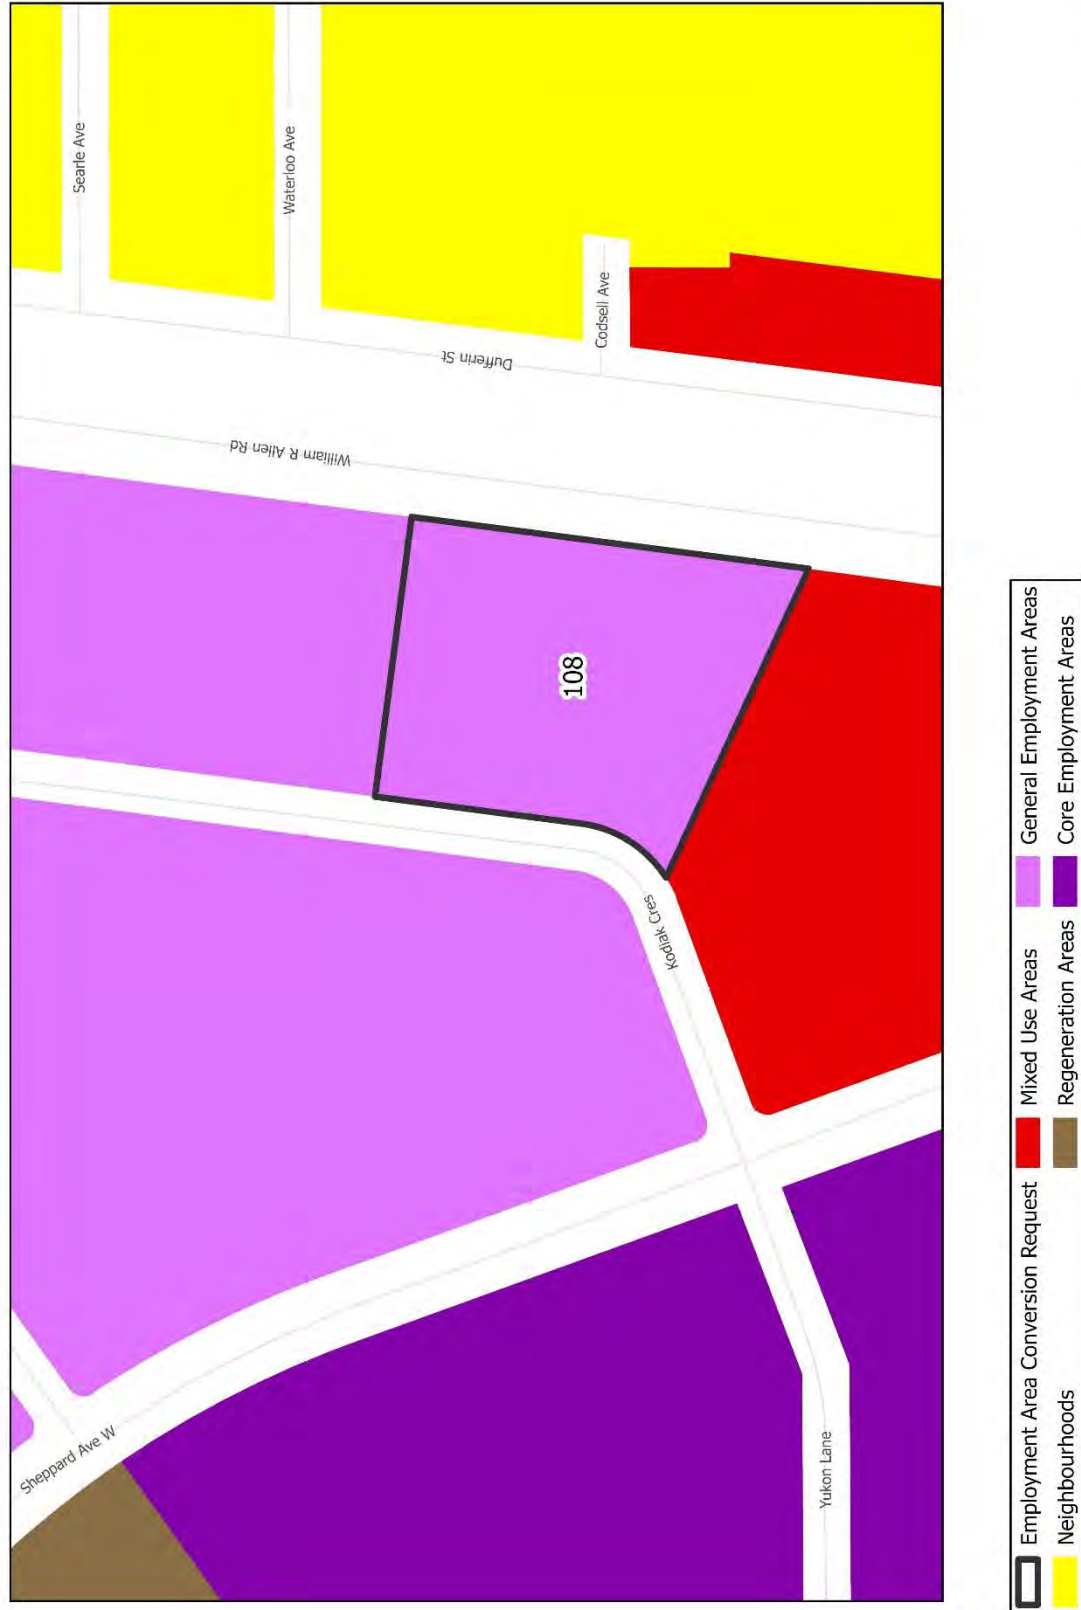 Searle Ave
Waterloo Ave
Codsell Ave
Dufferin St
William R Allen Rd
108
Kodiak Cres
Sheppard Ave W
Yukon Lane
Employment Area Conversion Request
Mixed Use Areas
General Employment Areas
Neighbourhoods
Regeneration Areas
Core Employment Areas